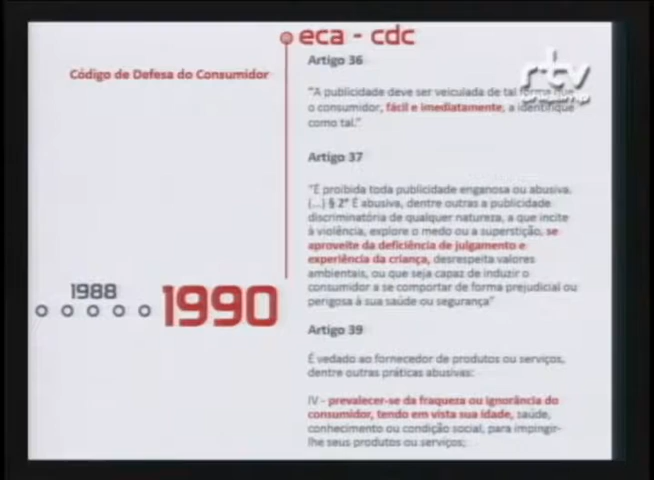 eca - cdc
Código de Defesa do Consumidor
Artigo 36
"A publicidade deve ser veiculada de tal forma que
o consumidor, fácil e imediatamente, a identifique
como tal."
Artigo 37
"É proibida toda publicidade enganosa ou abusiva.
(...) § 2° É abusiva, dentre outras a publicidade
discriminatória de qualquer natureza, a que incite
à violência, explore o medo ou a superstição, se
aproveite da deficiência de julgamento e
experiência da criança, desrespeita valores
ambientais, ou que seja capaz de induzir o
consumidor a se comportar de forma prejudicial ou
perigosa à sua saúde ou segurança"
1988
1990
Artigo 39
É vedado ao fornecedor de produtos ou serviços,
dentre outras práticas abusivas:
IV - prevalecer-se da fraqueza ou ignorância do
consumidor, tendo em vista sua idade, saúde,
conhecimento ou condição social, para impingir-
lhe seus produtos ou serviços;
rtv